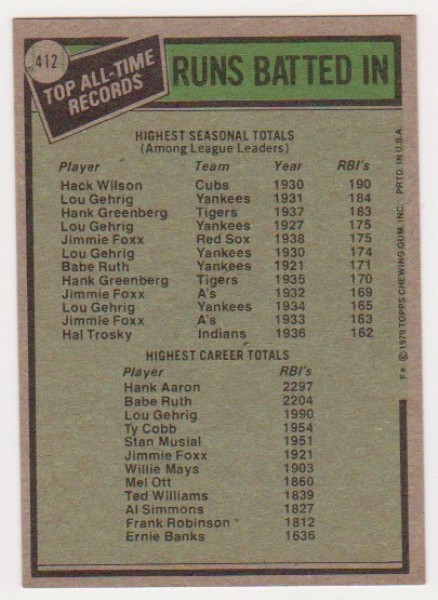 412
TOP ALL-TIME
RECORDS
RUNS BATTED IN
HIGHEST SEASONAL TOTALS
(Among League Leaders)
Player Team Year RBI's
Hack Wilson Cubs 1930 190
Lou Gehrig Yankees 1931 184
Hank Greenberg Tigers 1937 183
Lou Gehrig Yankees 1927 175
Jimmie Foxx Red Sox 1938 175
Lou Gehrig Yankees 1930 174
Babe Ruth Yankees 1921 171
Hank Greenberg Tigers 1935 170
Jimmie Foxx A's 1932 169
Lou Gehrig Yankees 1934 165
Jimmie Foxx A's 1933 163
Hal Trosky Indians 1936 162
HIGHEST CAREER TOTALS
Player RBI's
Hank Aaron 2297
Babe Ruth 2204
Lou Gehrig 1990
Ty Cobb 1954
Stan Musial 1951
Jimmie Foxx 1921
Willie Mays 1903
Mel Ott 1860
Ted Williams 1839
Al Simmons 1827
Frank Robinson 1812
Ernie Banks 1636
© 1979 TOPPS CHEWING GUM, INC. PRTD. IN U.S.A.